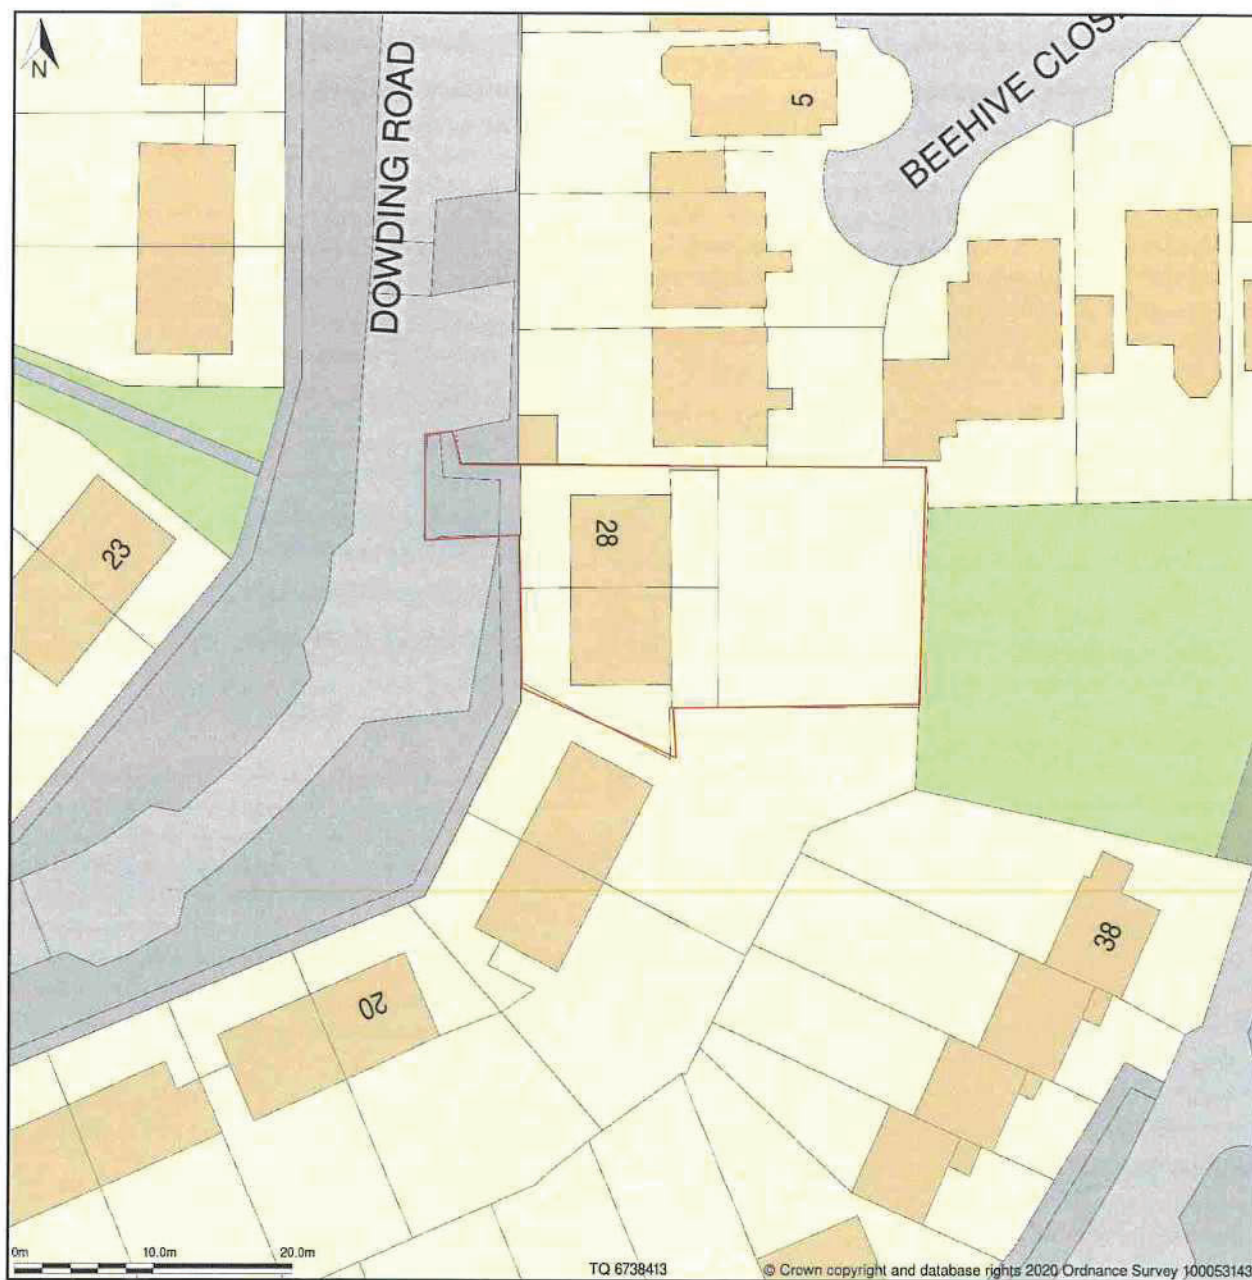 N
DOWDING ROAD
5
BEEHIVE CLOS
23
28
20
38
0m 10.0m 20.0m
TQ 6738413
© Crown copyright and database rights 2020 Ordnance Survey 100053143